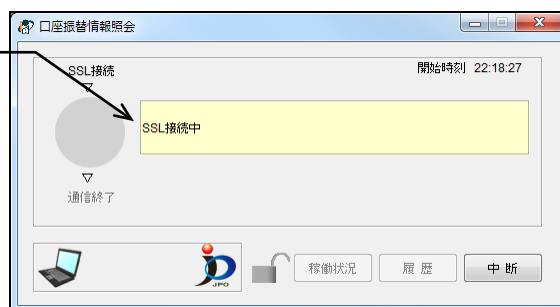 口座振替情報照会
SSL接続
開始時刻 22:18:27
▽
SSL接続中
▽
通信終了
JPO
稼働状況
履 歴
中 断